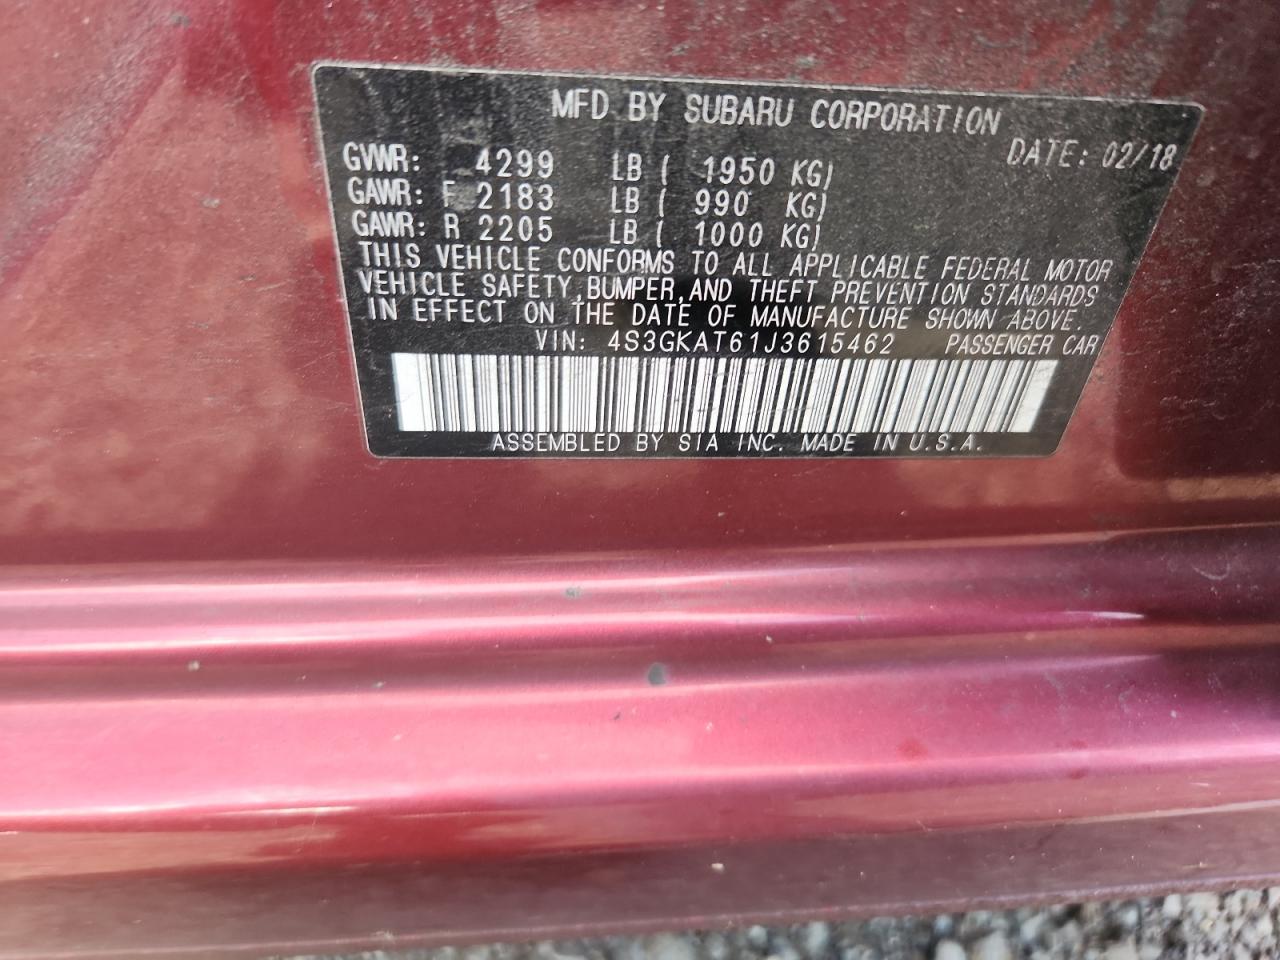 MFD BY SUBARU CORPORATION
DATE: 02/18
GVWR: 4299 LB ( 1950 KG)
GAWR: F 2183 LB ( 990 KG)
GAWR: R 2205 LB ( 1000 KG)
THIS VEHICLE CONFORMS TO ALL APPLICABLE FEDERAL MOTOR
VEHICLE SAFETY,BUMPER,AND THEFT PREVENTION STANDARDS
IN EFFECT ON THE DATE OF MANUFACTURE SHOWN ABOVE.
VIN: 4S3GKAT61J3615462 PASSENGER CAR
ASSEMBLED BY SIA INC. MADE IN U.S.A.